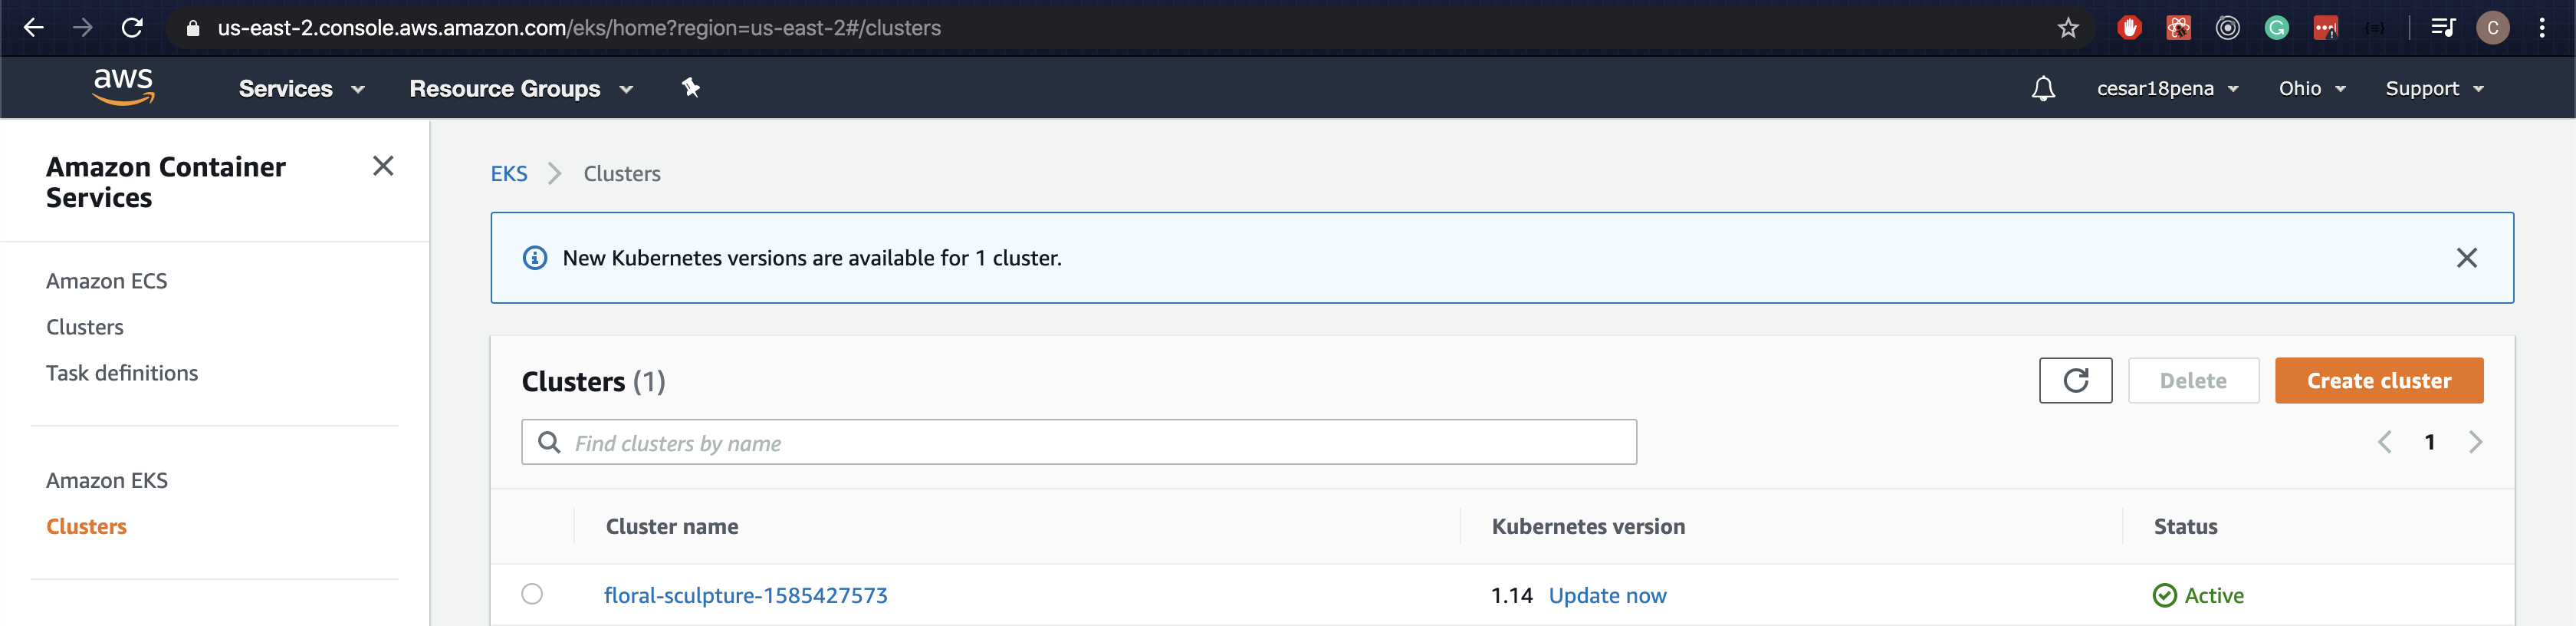 us-east-2.console.aws.amazon.com/eks/home?region=us-east-2#/clusters
C
aws
Services
Resource Groups
cesar18pena
Ohio
Support
Amazon Container
Services
Amazon ECS
Clusters
Task definitions
Amazon EKS
Clusters
EKS
Clusters
New Kubernetes versions are available for 1 cluster.
Clusters (1)
Delete
Create cluster
Find clusters by name
1
Cluster name
Kubernetes version
Status
floral-sculpture-1585427573
1.14 Update now
Active